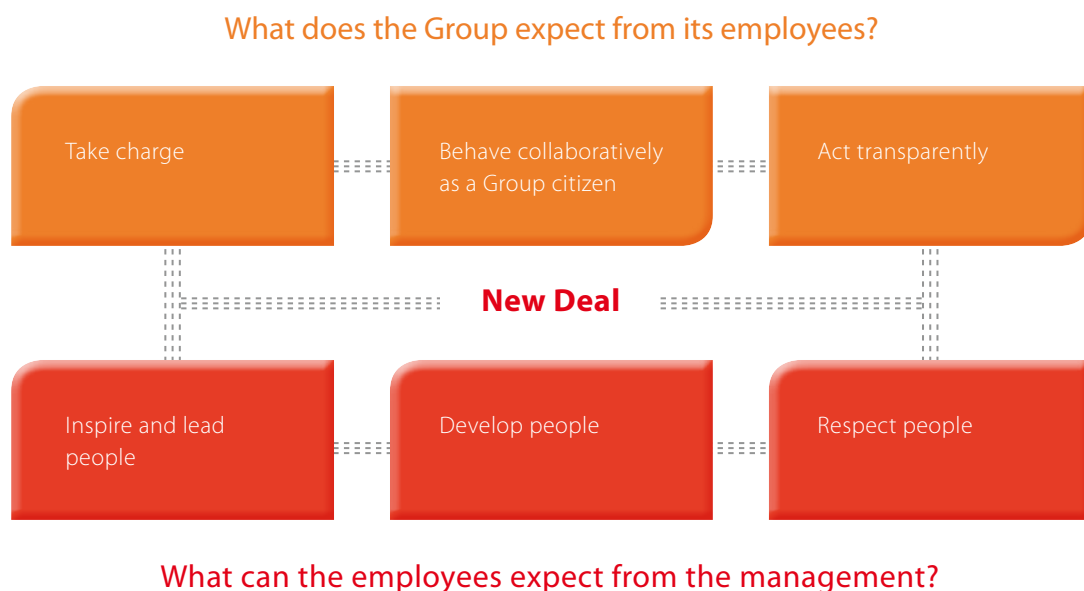 What does the Group expect from its employees?
Take charge
Behave collaboratively
as a Group citizen
Act transparently
New Deal
Inspire and lead
people
Develop people
Respect people
What can the employees expect from the management?